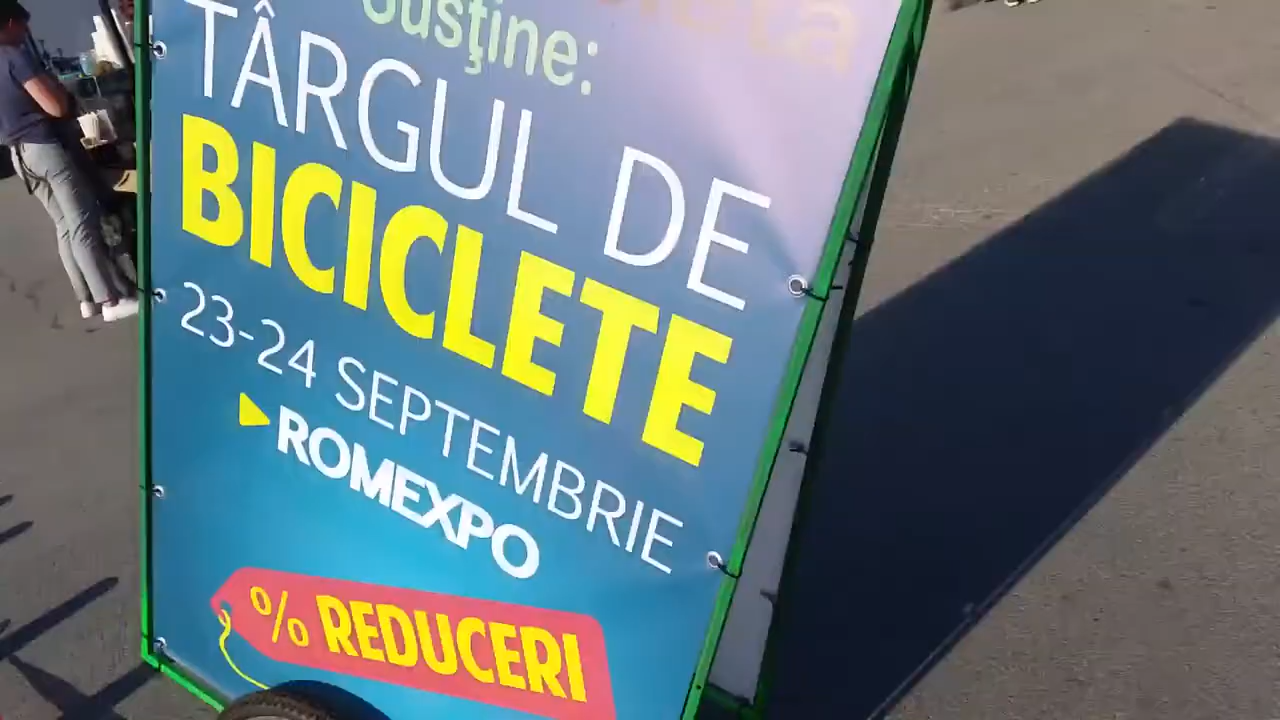 Susține:
TÂRGUL DE
BICICLETE
23-24 SEPTEMBRIE
ROMEXPO
% REDUCERI